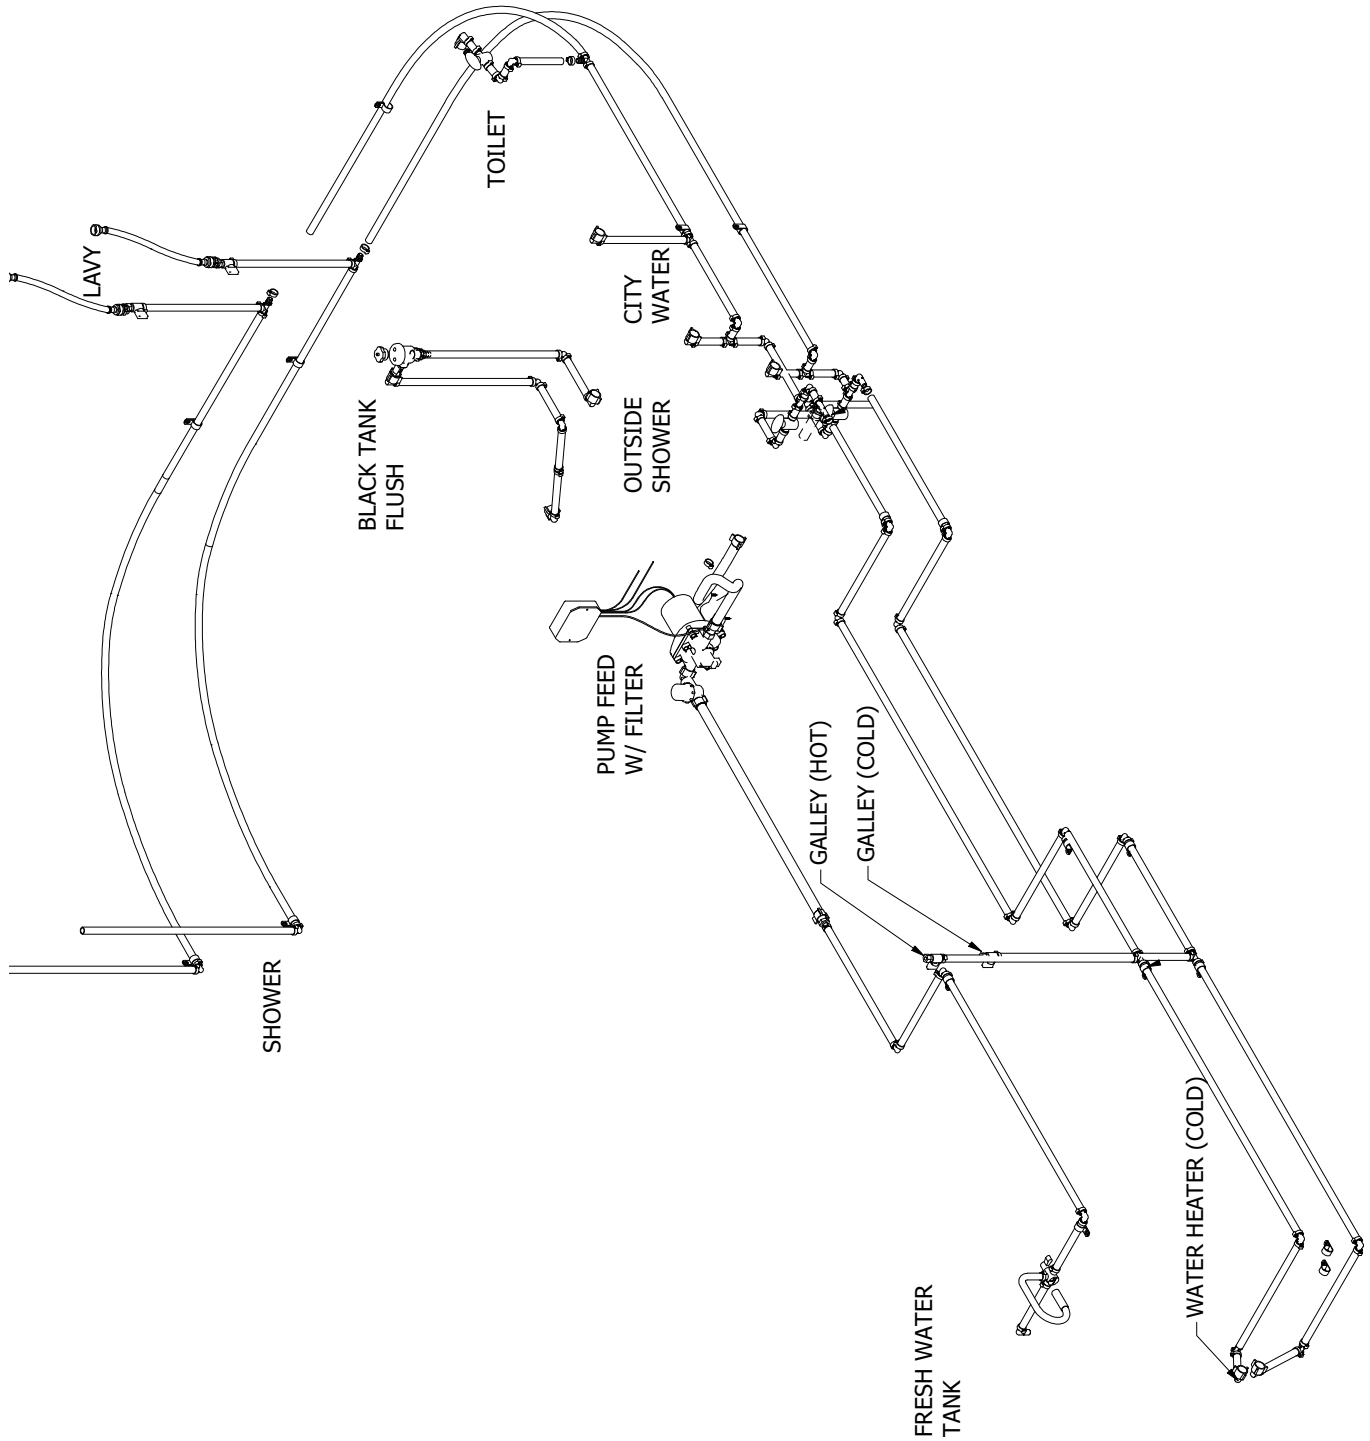 LAVY
TOILET
CITY
WATER
BLACK TANK
FLUSH
OUTSIDE
SHOWER
PUMP FEED
W/ FILTER
GALLEY (HOT)
GALLEY (COLD)
SHOWER
WATER HEATER (COLD)
FRESH WATER
TANK